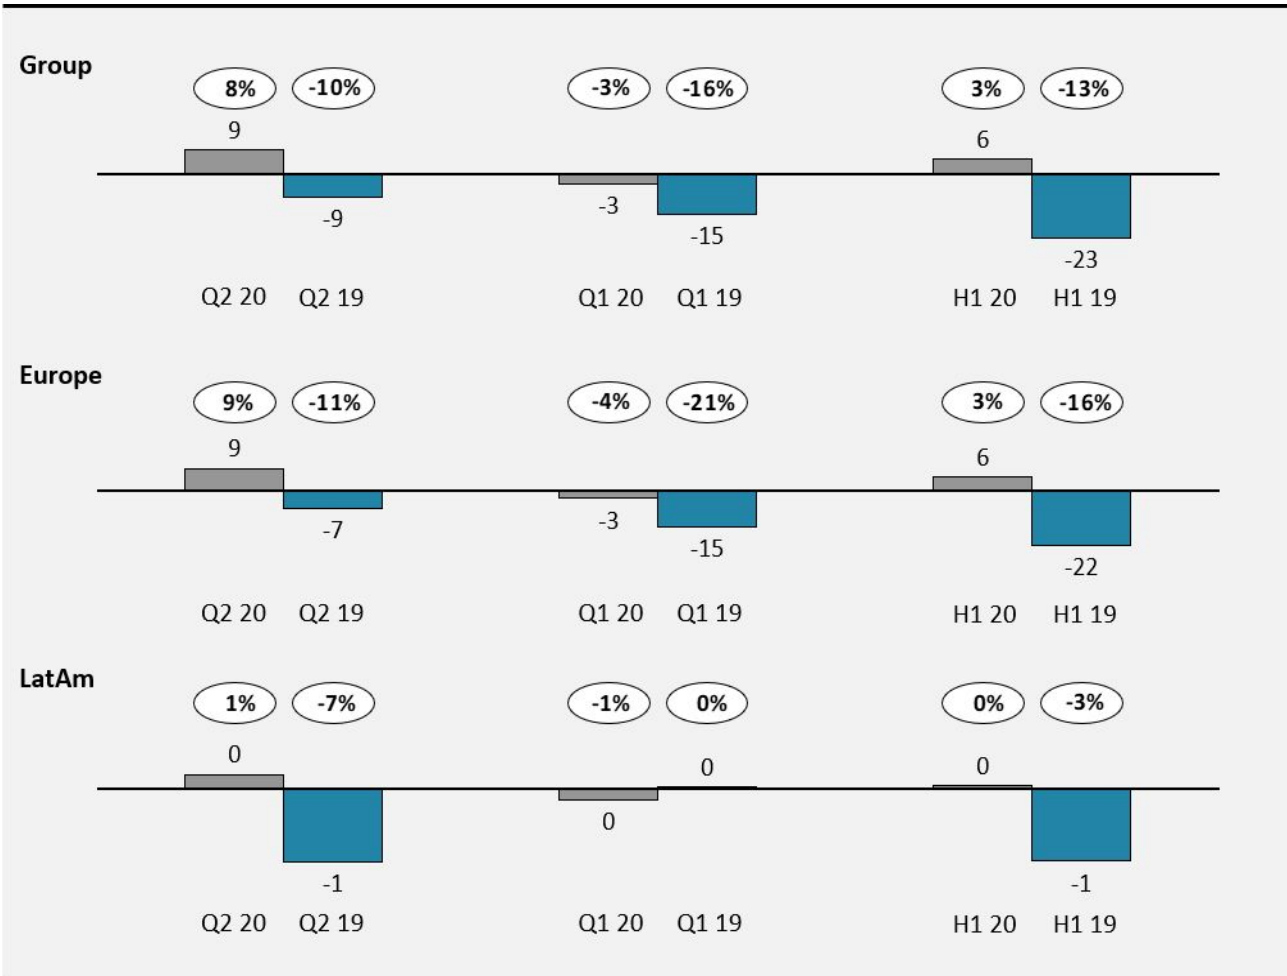 Group
8% -10% -3% -16% 3% -13%
9 6
-9 -3 -15 -23
Q2 20 Q2 19 Q1 20 Q1 19 H1 20 H1 19
Europe
9% -11% -4% -21% 3% -16%
9 6
-7 -3 -15 -22
Q2 20 Q2 19 Q1 20 Q1 19 H1 20 H1 19
LatAm
1% -7% -1% 0% 0% -3%
0 0 0
-1 0 -1
Q2 20 Q2 19 Q1 20 Q1 19 H1 20 H1 19